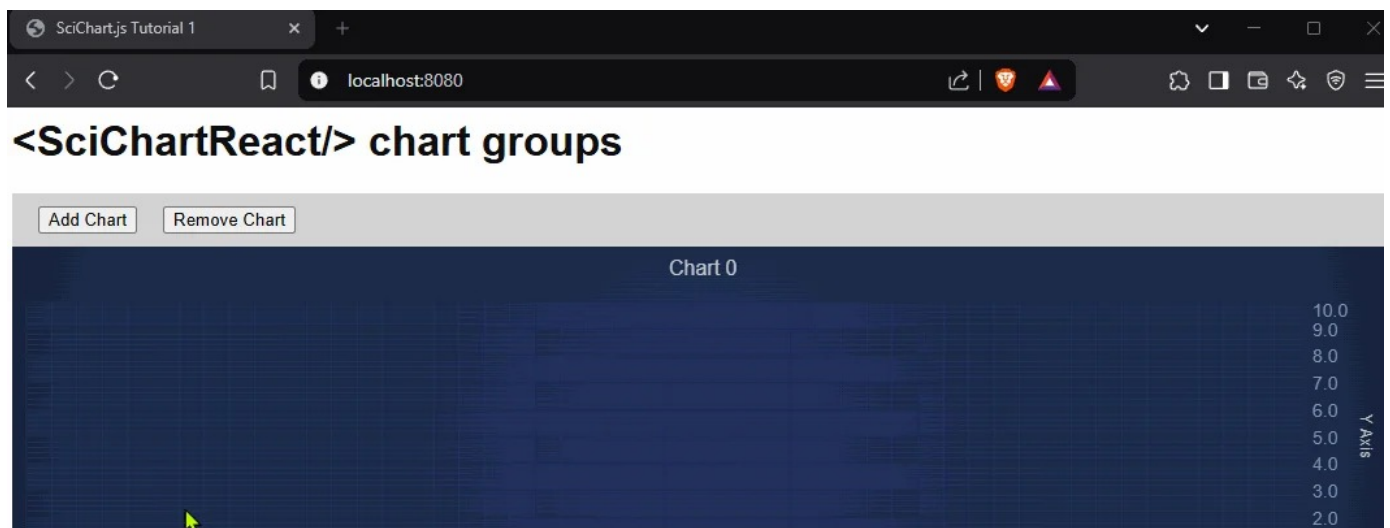 SciChart.js Tutorial 1
localhost:8080
<SciChartReact/> chart groups
Add Chart Remove Chart
Chart 0
10.0
9.0
8.0
7.0
6.0
5.0
4.0
3.0
2.0
Y Axis